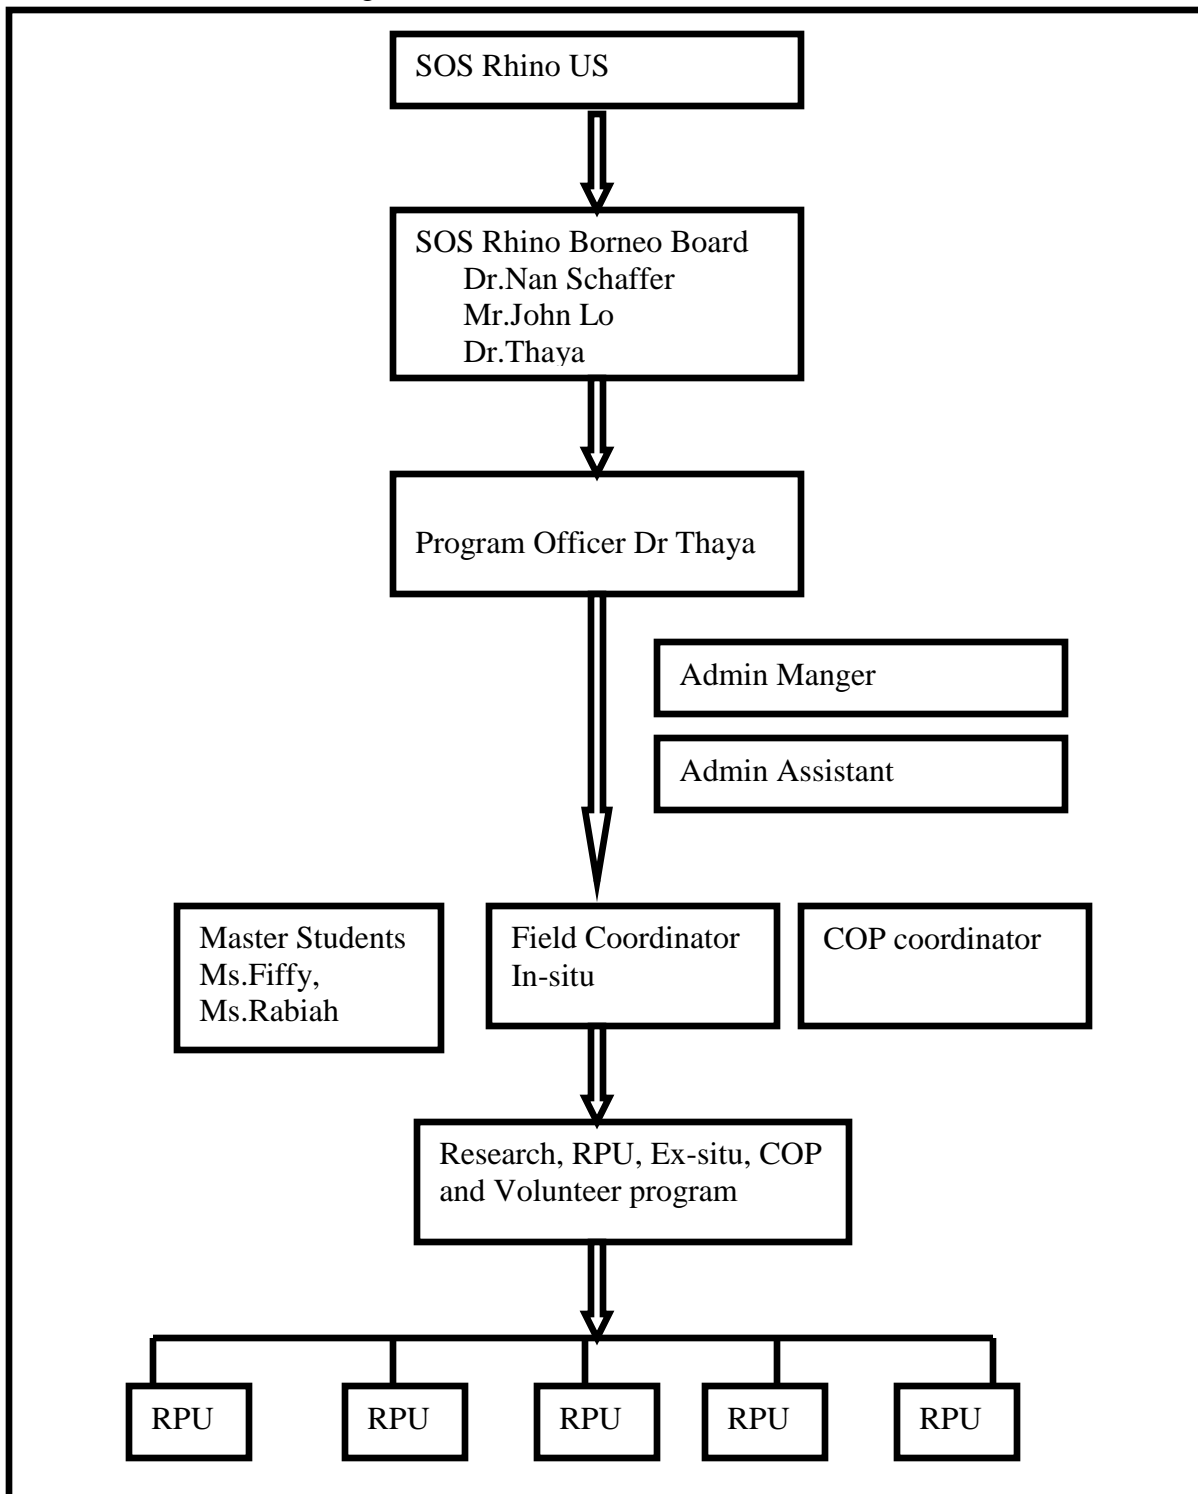 SOS Rhino US
SOS Rhino Borneo Board
Dr.Nan Schaffer
Mr.John Lo
Dr.Thaya
Program Officer Dr Thaya
Admin Manger
Admin Assistant
Master Students
Ms.Fiffy,
Ms.Rabiah
Field Coordinator
In-situ
COP coordinator
Research, RPU, Ex-situ, COP
and Volunteer program
RPU
RPU
RPU
RPU
RPU